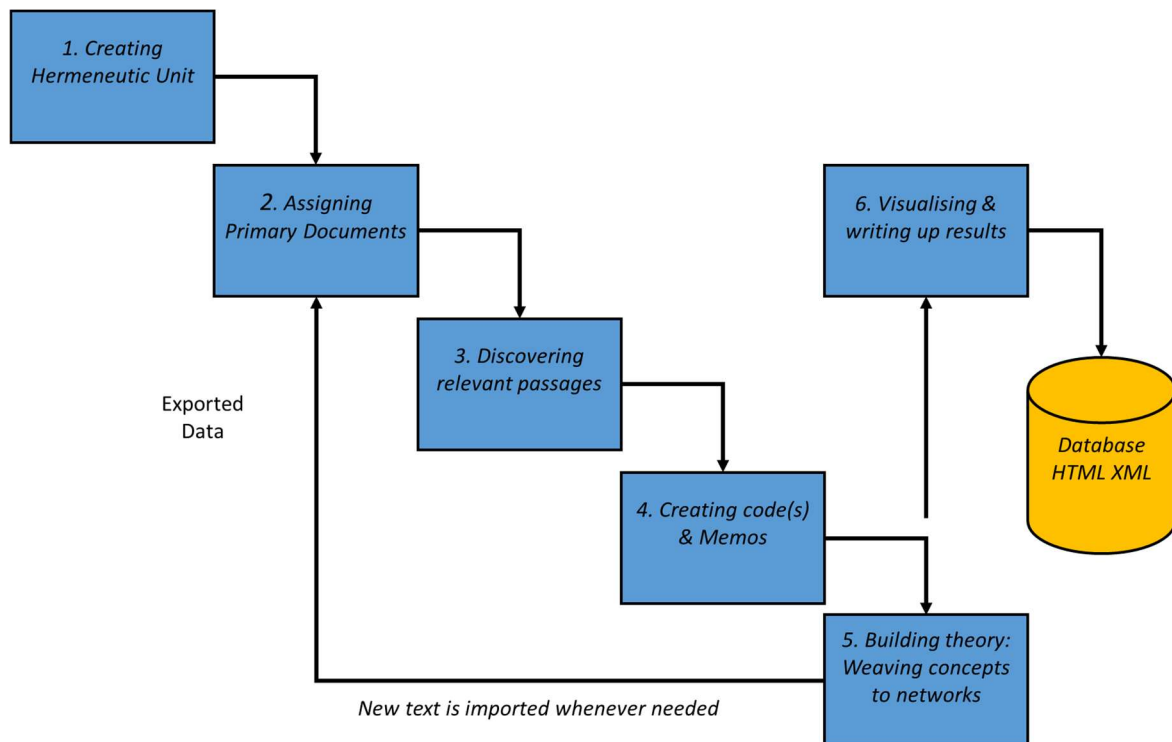 1. Creating
Hermeneutic Unit
2. Assigning
Primary Documents
3. Discovering
relevant passages
4. Creating code(s)
& Memos
5. Building theory:
Weaving concepts
to networks
6. Visualising &
writing up results
Database
HTML XML
Exported
Data
New text is imported whenever needed